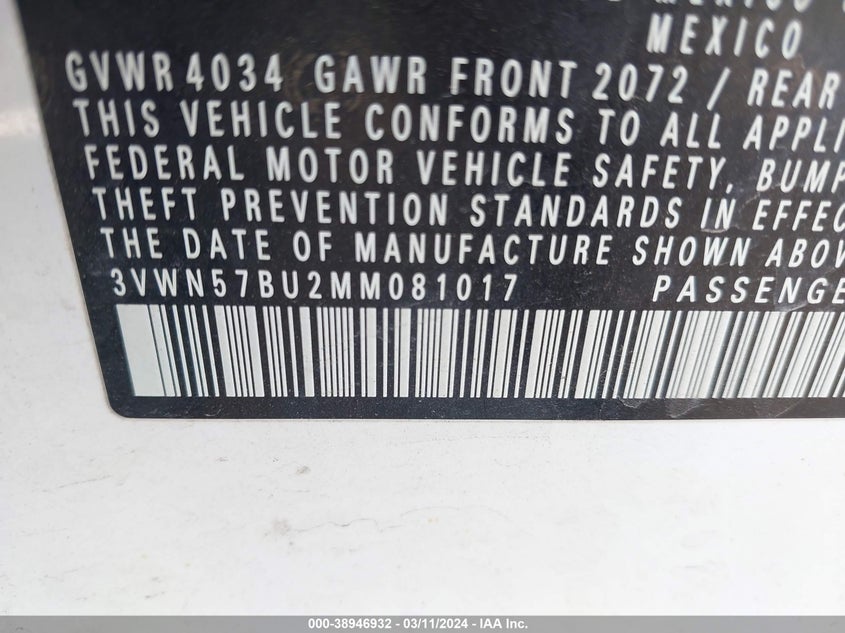 MEXICO
MEXICO
GVWR 4034 GAWR FRONT 2072 / REAR
THIS VEHICLE CONFORMS TO ALL APPLI
FEDERAL MOTOR VEHICLE SAFETY, BUMP
THEFT PREVENTION STANDARDS IN EFFEC
THE DATE OF MANUFACTURE SHOWN ABOV
3VWN57BU2MM081017 PASSENGE
000-38946932 - 03/11/2024 - IAA Inc.